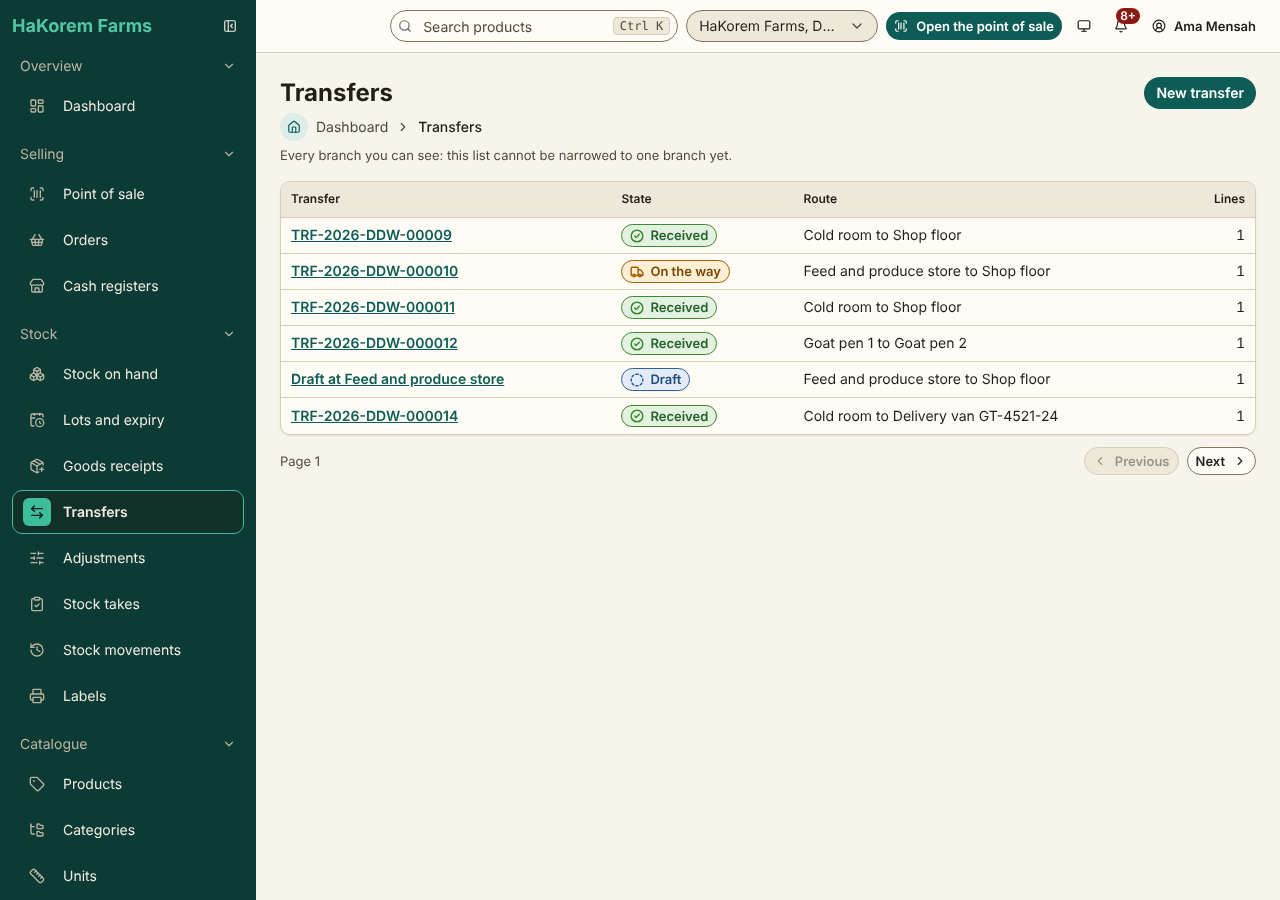 HaKorem Farms
Search products
Ctrl K
HaKorem Farms, D...
Open the point of sale
8+
Ama Mensah
Overview
Dashboard
Selling
Point of sale
Orders
Cash registers
Stock
Stock on hand
Lots and expiry
Goods receipts
Transfers
Adjustments
Stock takes
Stock movements
Labels
Catalogue
Products
Categories
Units
Transfers
New transfer
Dashboard > Transfers
Every branch you can see: this list cannot be narrowed to one branch yet.
Transfer State Route Lines
TRF-2026-DDW-00009 Received Cold room to Shop floor 1
TRF-2026-DDW-000010 On the way Feed and produce store to Shop floor 1
TRF-2026-DDW-000011 Received Cold room to Shop floor 1
TRF-2026-DDW-000012 Received Goat pen 1 to Goat pen 2 1
Draft at Feed and produce store Draft Feed and produce store to Shop floor 1
TRF-2026-DDW-000014 Received Cold room to Delivery van GT-4521-24 1
Page 1
Previous
Next